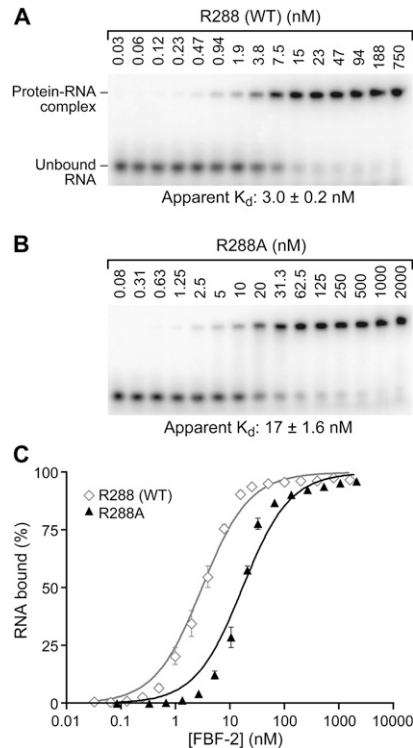 A
R288 (WT) (nM)
0.03 0.06 0.12 0.23 0.47 0.94 1.9 3.8 7.5 15 23 47 94 188 750
Protein-RNA
complex
Unbound
RNA
Apparent Kd: 3.0 ± 0.2 nM
B
R288A (nM)
0.08 0.31 0.63 1.25 2.5 5 10 20 31.3 62.5 125 250 500 1000 2000
Apparent Kd: 17 ± 1.6 nM
C
100
R288 (WT)
R288A
75
50
25
0
RNA bound (%)
0.01 0.1 1 10 100 1000 10000
[FBF-2] (nM)